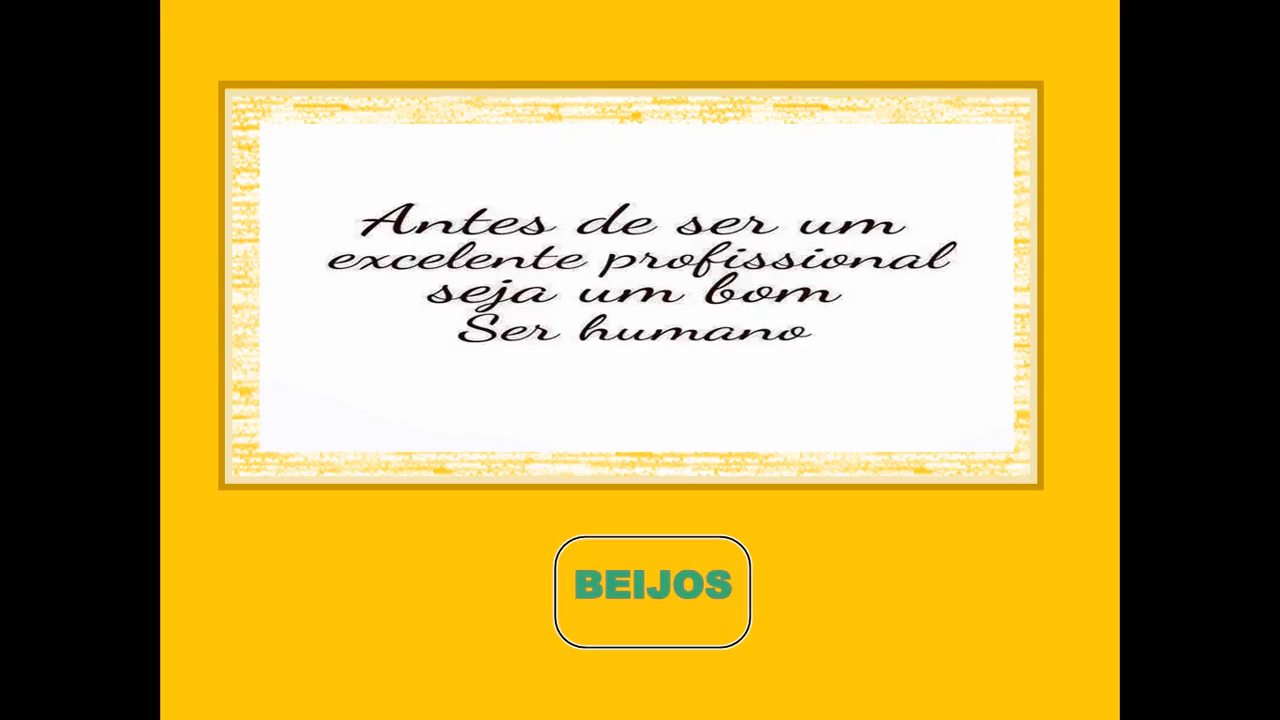 Antes de ser um
excelente profissional
seja um bom
Ser humano
BEIJOS